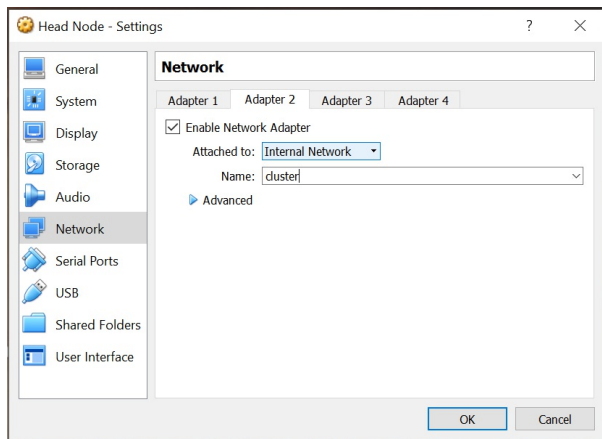 Head Node - Settings
?
General
System
Display
Storage
Audio
Network
Serial Ports
USB
Shared Folders
User Interface
Network
Adapter 1
Adapter 2
Adapter 3
Adapter 4
Enable Network Adapter
Attached to: Internal Network
Name: cluster
Advanced
OK
Cancel